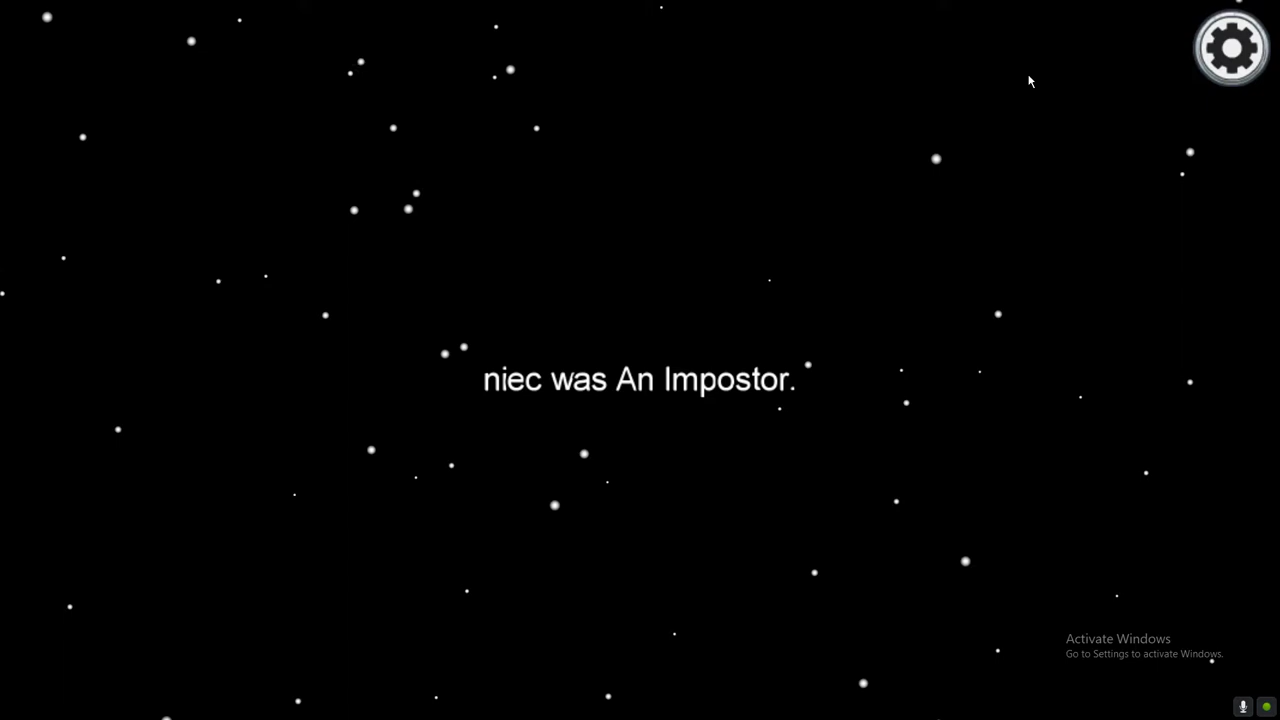 niec was An Impostor.
Activate Windows
Go to Settings to activate Windows.